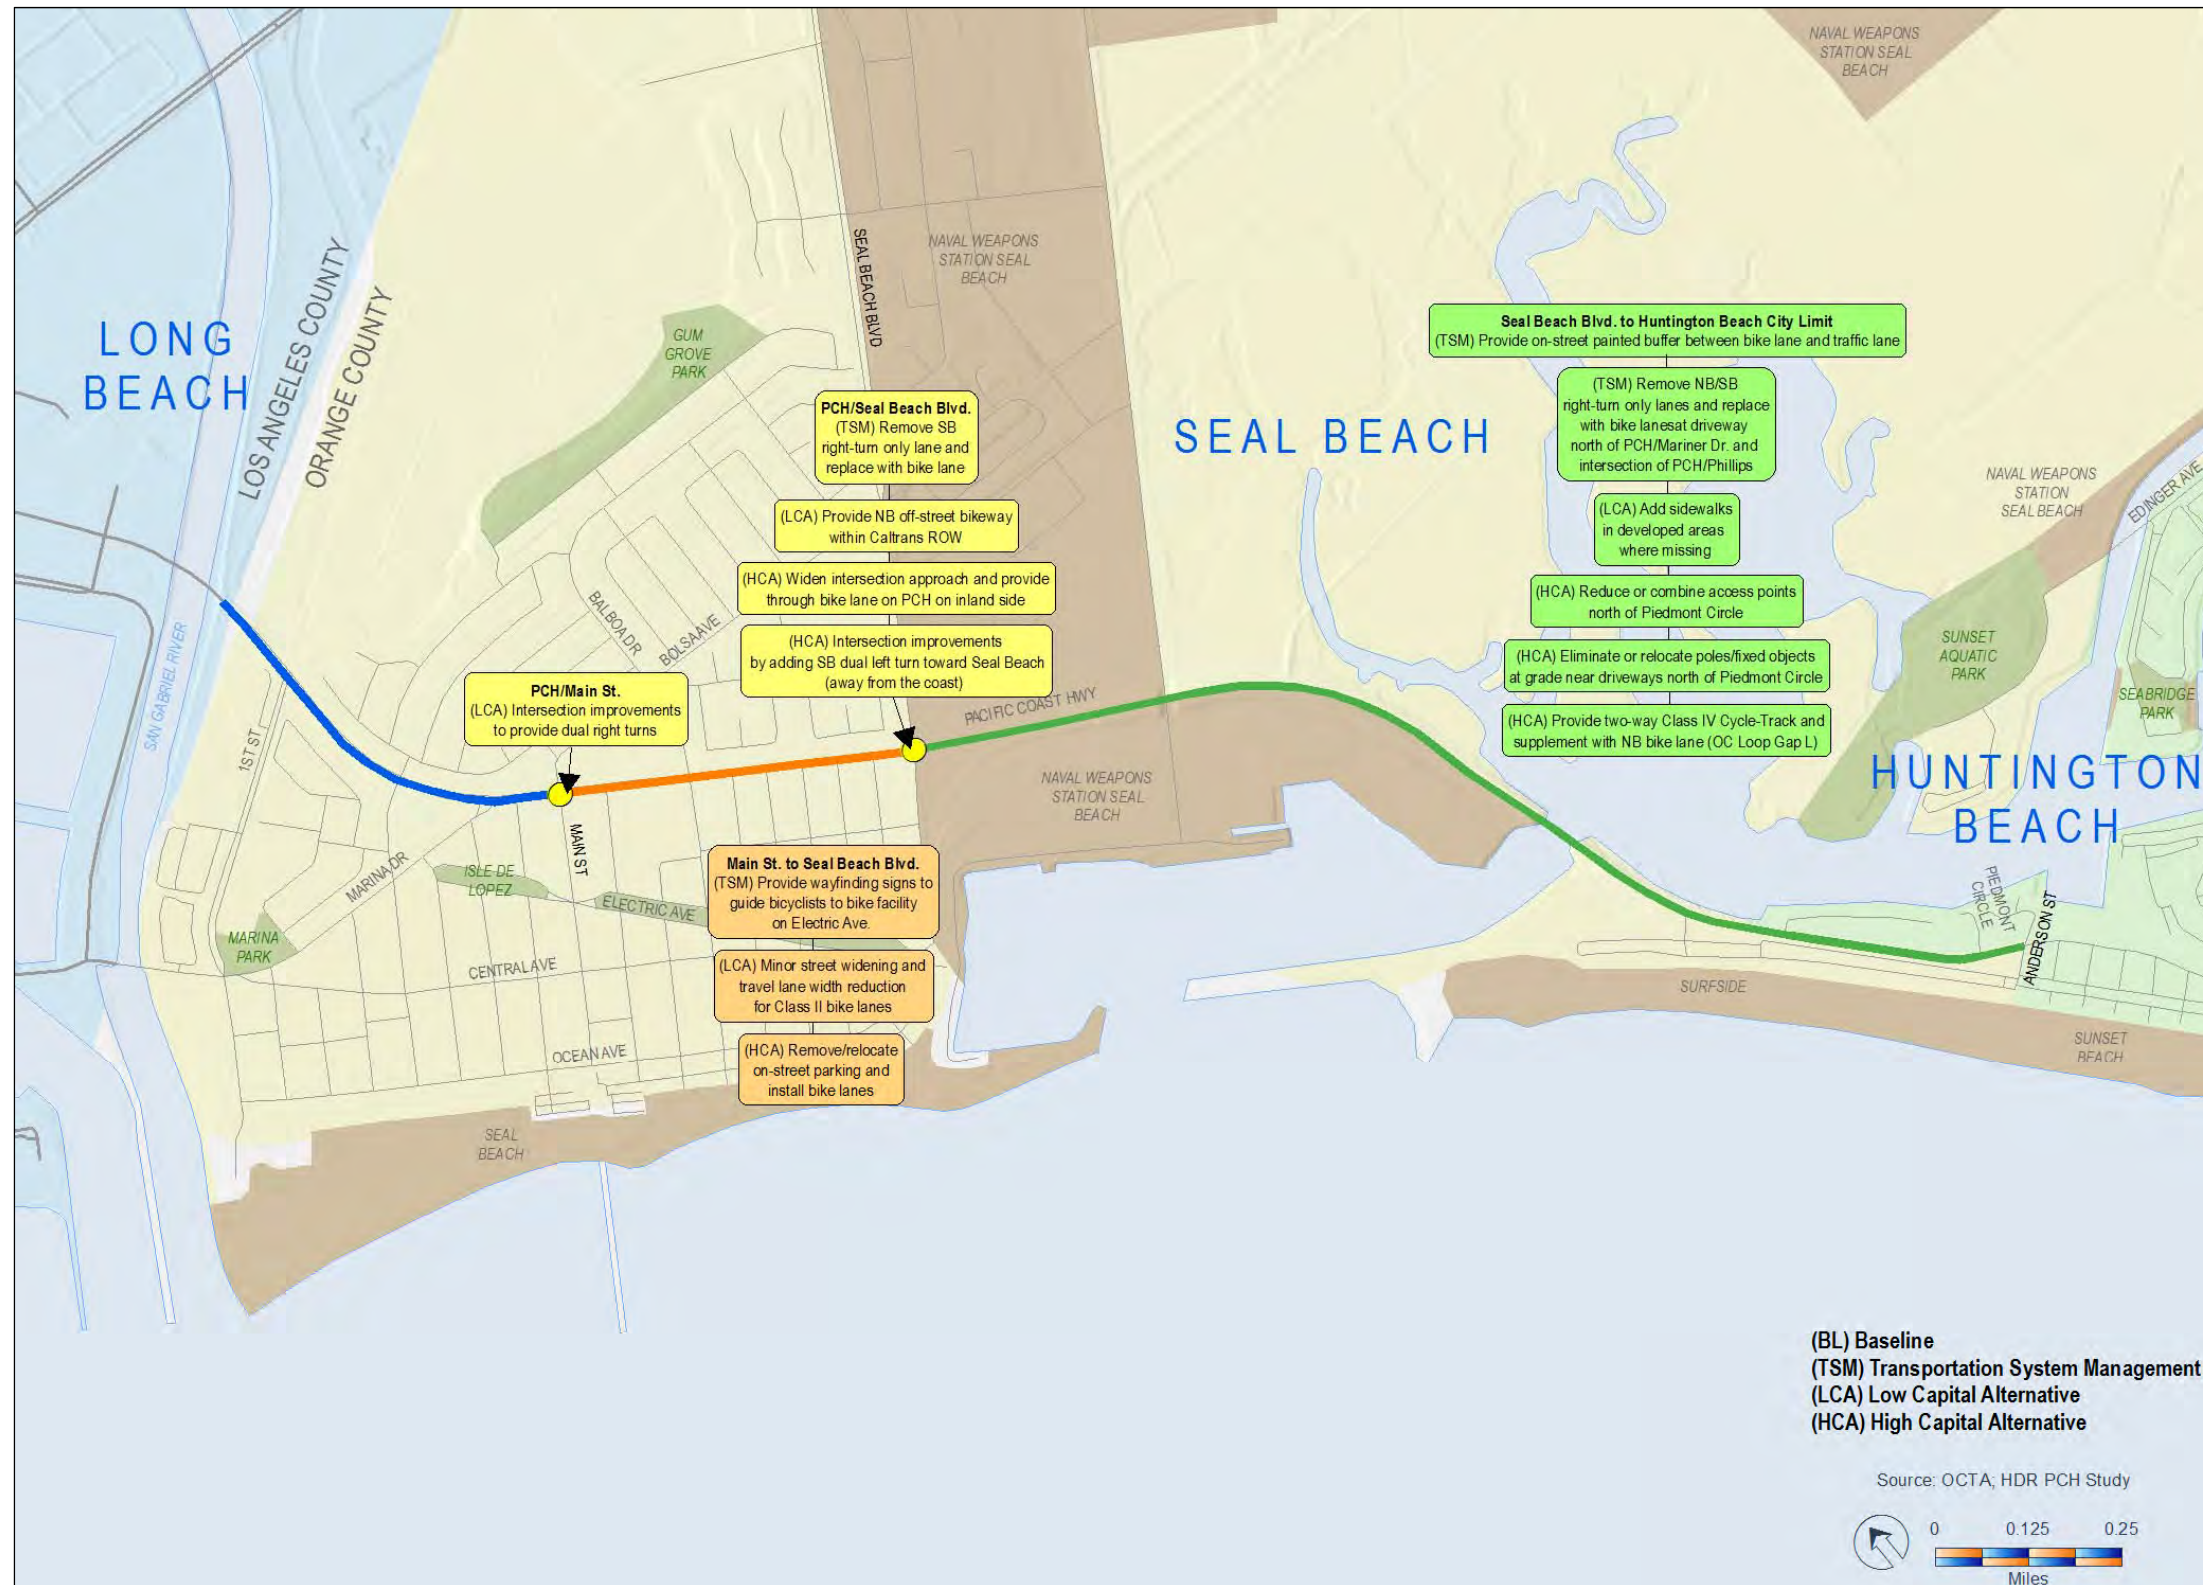 NAVAL WEAPONS
STATION SEAL
BEACH
LONG
BEACH
LOS ANGELES COUNTY
ORANGE COUNTY
SEAL BEACH BLVD
NAVAL WEAPONS
STATION SEAL
BEACH
GUM
GROVE
PARK
SEAL BEACH
Seal Beach Blvd. to Huntington Beach City Limit
(TSM) Provide on-street painted buffer between bike lane and traffic lane
(TSM) Remove NB/SB
right-turn only lanes and replace
with bike lanesat driveway
north of PCH/Mariner Dr. and
intersection of PCH/Phillips
(LCA) Add sidewalks
in developed areas
where missing
(HCA) Reduce or combine access points
north of Piedmont Circle
(HCA) Eliminate or relocate poles/fixed objects
at grade near driveways north of Piedmont Circle
(HCA) Provide two-way Class IV Cycle-Track and
supplement with NB bike lane (OC Loop Gap L)
PCH/Seal Beach Blvd.
(TSM) Remove SB
right-turn only lane and
replace with bike lane
(LCA) Provide NB off-street bikeway
within Caltrans ROW
(HCA) Widen intersection approach and provide
through bike lane on PCH on inland side
(HCA) Intersection improvements
by adding SB dual left turn toward Seal Beach
(away from the coast)
NAVAL WEAPONS
STATION
SEAL BEACH
EDINGER AVE
SUNSET
AQUATIC
PARK
SEABRIDGE
PARK
BALBOA DR
BOLSA AVE
SAN GABRIEL RIVER
1ST ST
PCH/Main St.
(LCA) Intersection improvements
to provide dual right turns
PACIFIC COAST HWY
NAVAL WEAPONS
STATION SEAL
BEACH
HUNTINGTON
BEACH
MAIN ST
MARINA DR
ISLE DE
LOPEZ
ELECTRIC AVE
MARINA
PARK
CENTRAL AVE
OCEAN AVE
Main St. to Seal Beach Blvd.
(TSM) Provide wayfinding signs to
guide bicyclists to bike facility
on Electric Ave.
(LCA) Minor street widening and
travel lane width reduction
for Class II bike lanes
(HCA) Remove/relocate
on-street parking and
install bike lanes
PIEDMONT
CIRCLE
ANDERSON ST
SURFSIDE
SUNSET
BEACH
SEAL
BEACH
(BL) Baseline
(TSM) Transportation System Management
(LCA) Low Capital Alternative
(HCA) High Capital Alternative
Source: OCTA; HDR PCH Study
0 0.125 0.25
Miles